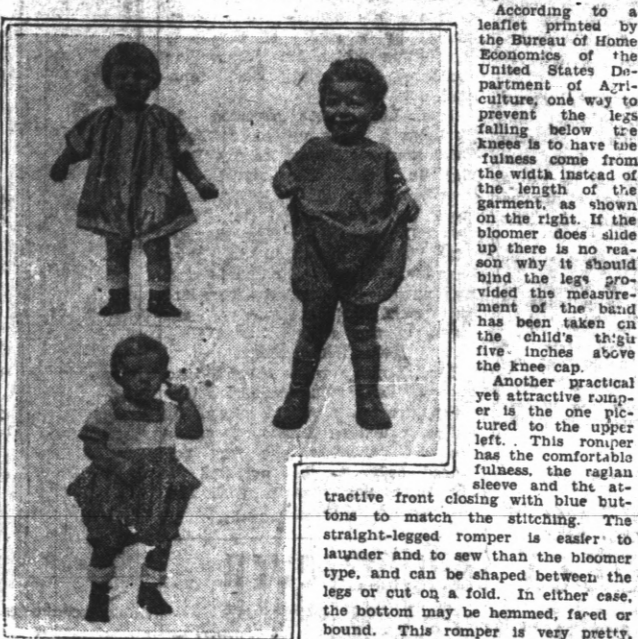 According to a
leaflet printed by
the Bureau of Home
Economics of the
United States De-
partment of Agri-
culture, one way to
prevent the legs
falling below the
knees is to have the
fulness come from
the width instead of
the length of the
garment, as shown
on the right. If the
bloomer does slide
up there is no rea-
son why it should
bind the legs pro-
vided the measure-
ment of the band
has been taken on
the child's thigh
five inches above
the knee cap.
Another practical
yet attractive romp-
er is the one pic-
tured to the upper
left. . This romper
has the comfortable
fulness, the raglan
sleeve and the at-
tractive front closing with blue but-
tons to match the stitching. The
straight-legged romper is easier to
launder and to sew than the bloomer
type, and can be shaped between the
legs or cut on a fold. In either case,
the bottom may be hemmed, faced or
bound. This romper is very pretty